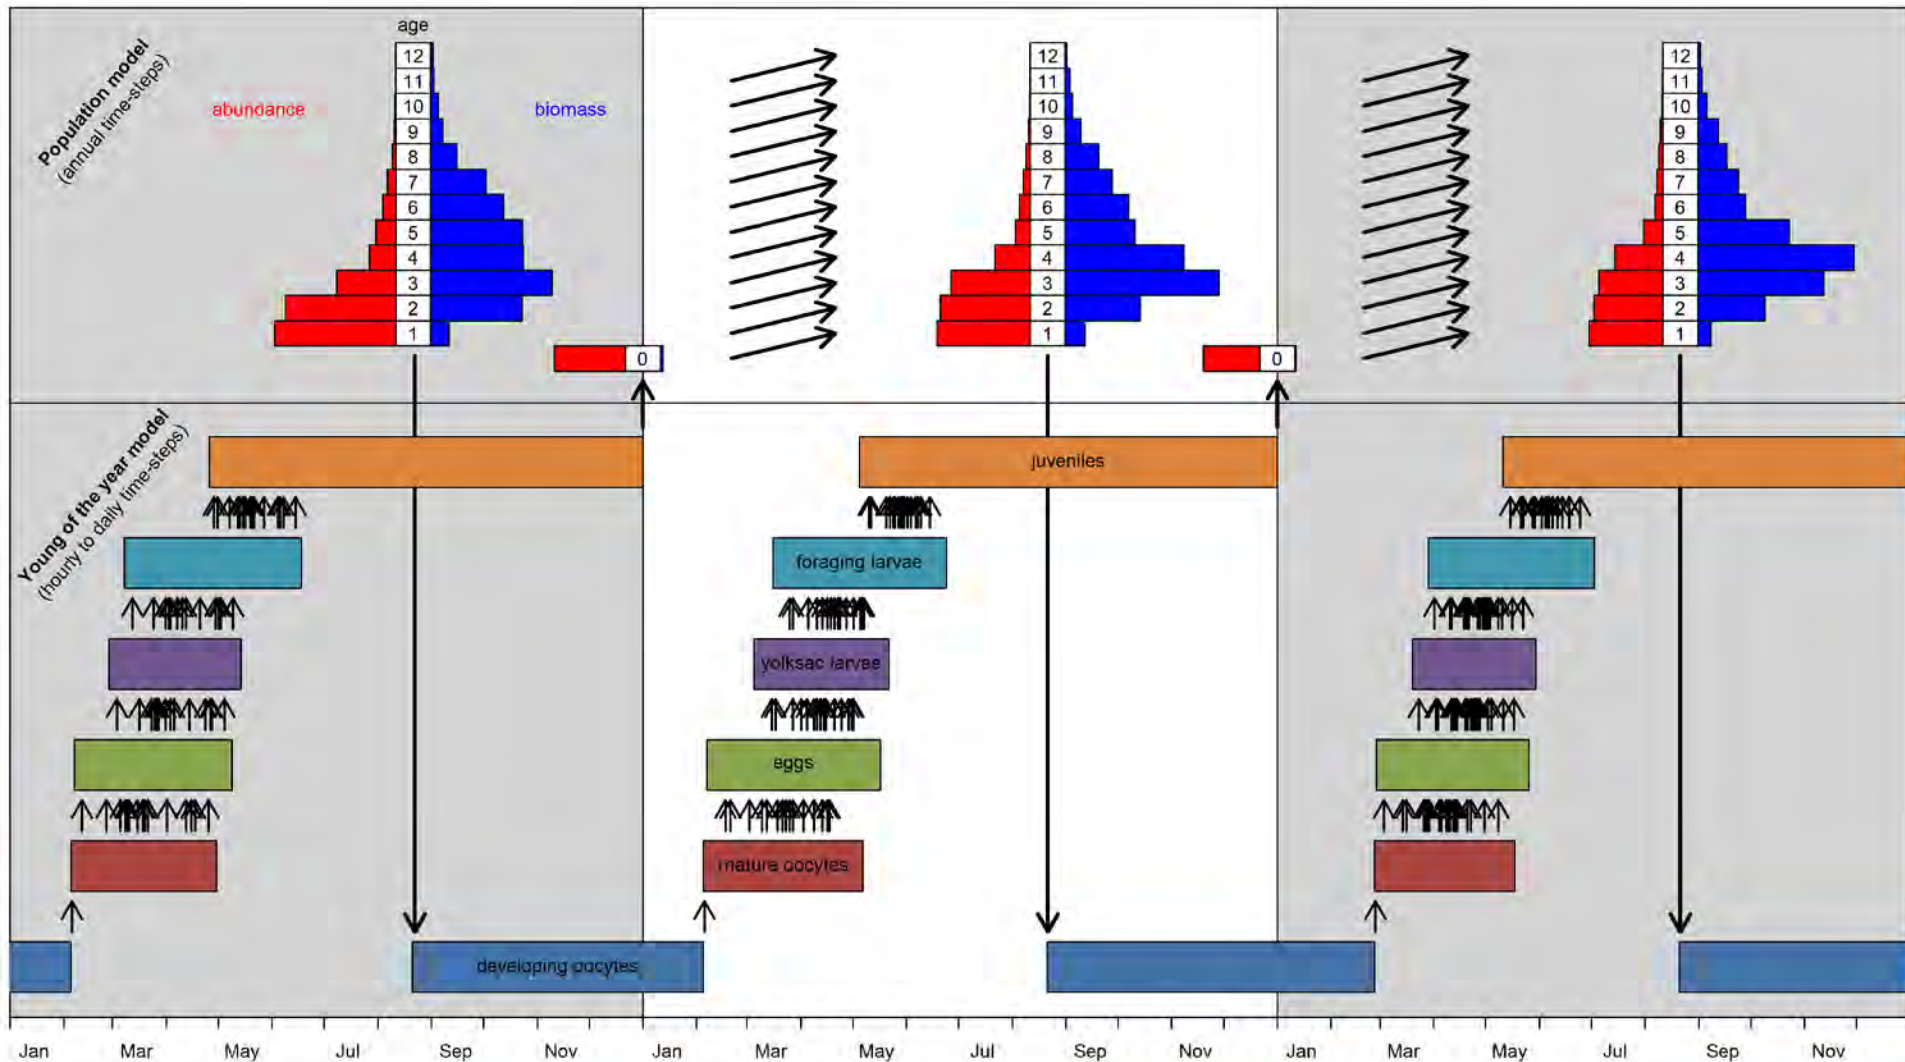 Population model
(annual time-steps)
abundance
age
biomass
12
11
10
9
8
7
6
5
4
3
2
1
0
12
11
10
9
8
7
6
5
4
3
2
1
0
12
11
10
9
8
7
6
5
4
3
2
1
Young of the year model
(hourly to daily time-steps)
juveniles
foraging larvae
yolksac larvae
eggs
mature oocytes
developing oocytes
Jan Mar May Jul Sep Nov Jan Mar May Jul Sep Nov Jan Mar May Jul Sep Nov